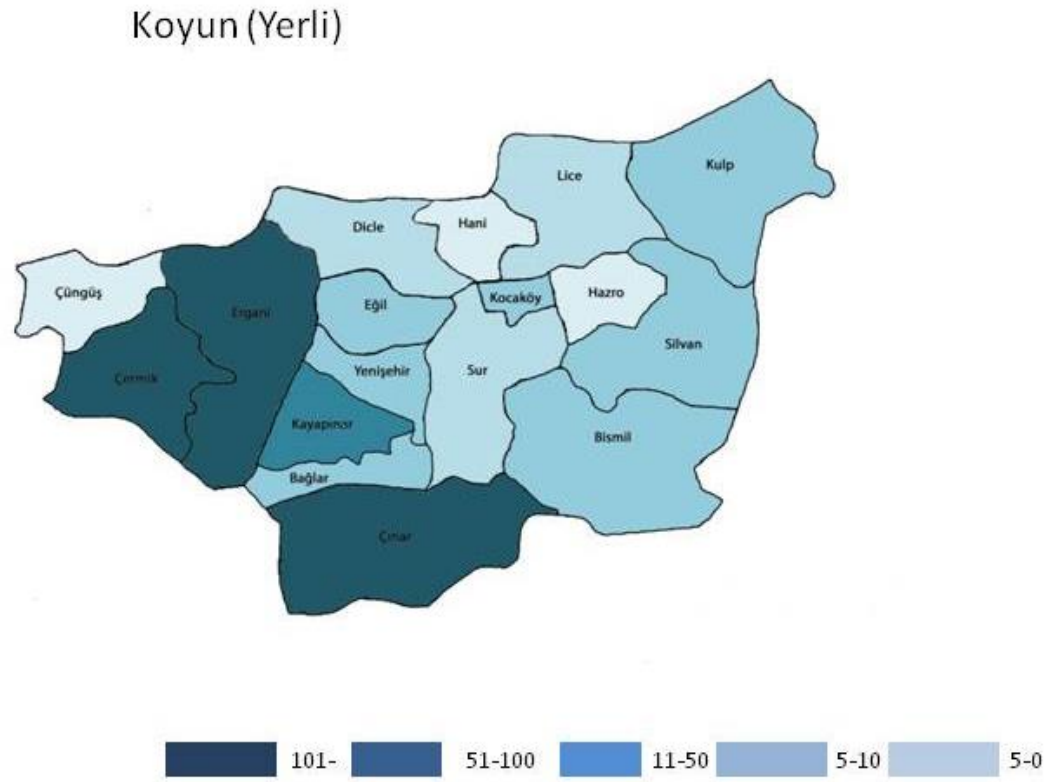 Koyun (Yerli)
Kulp
Lice
Hani
Dicle
Çüngüş
Hazro
Kocaköy
Eğil
Ergani
Silvan
Yenişehir
Sur
Çermik
Kayapınar
Bismil
Bağlar
Çınar
101- 51-100 11-50 5-10 5-0